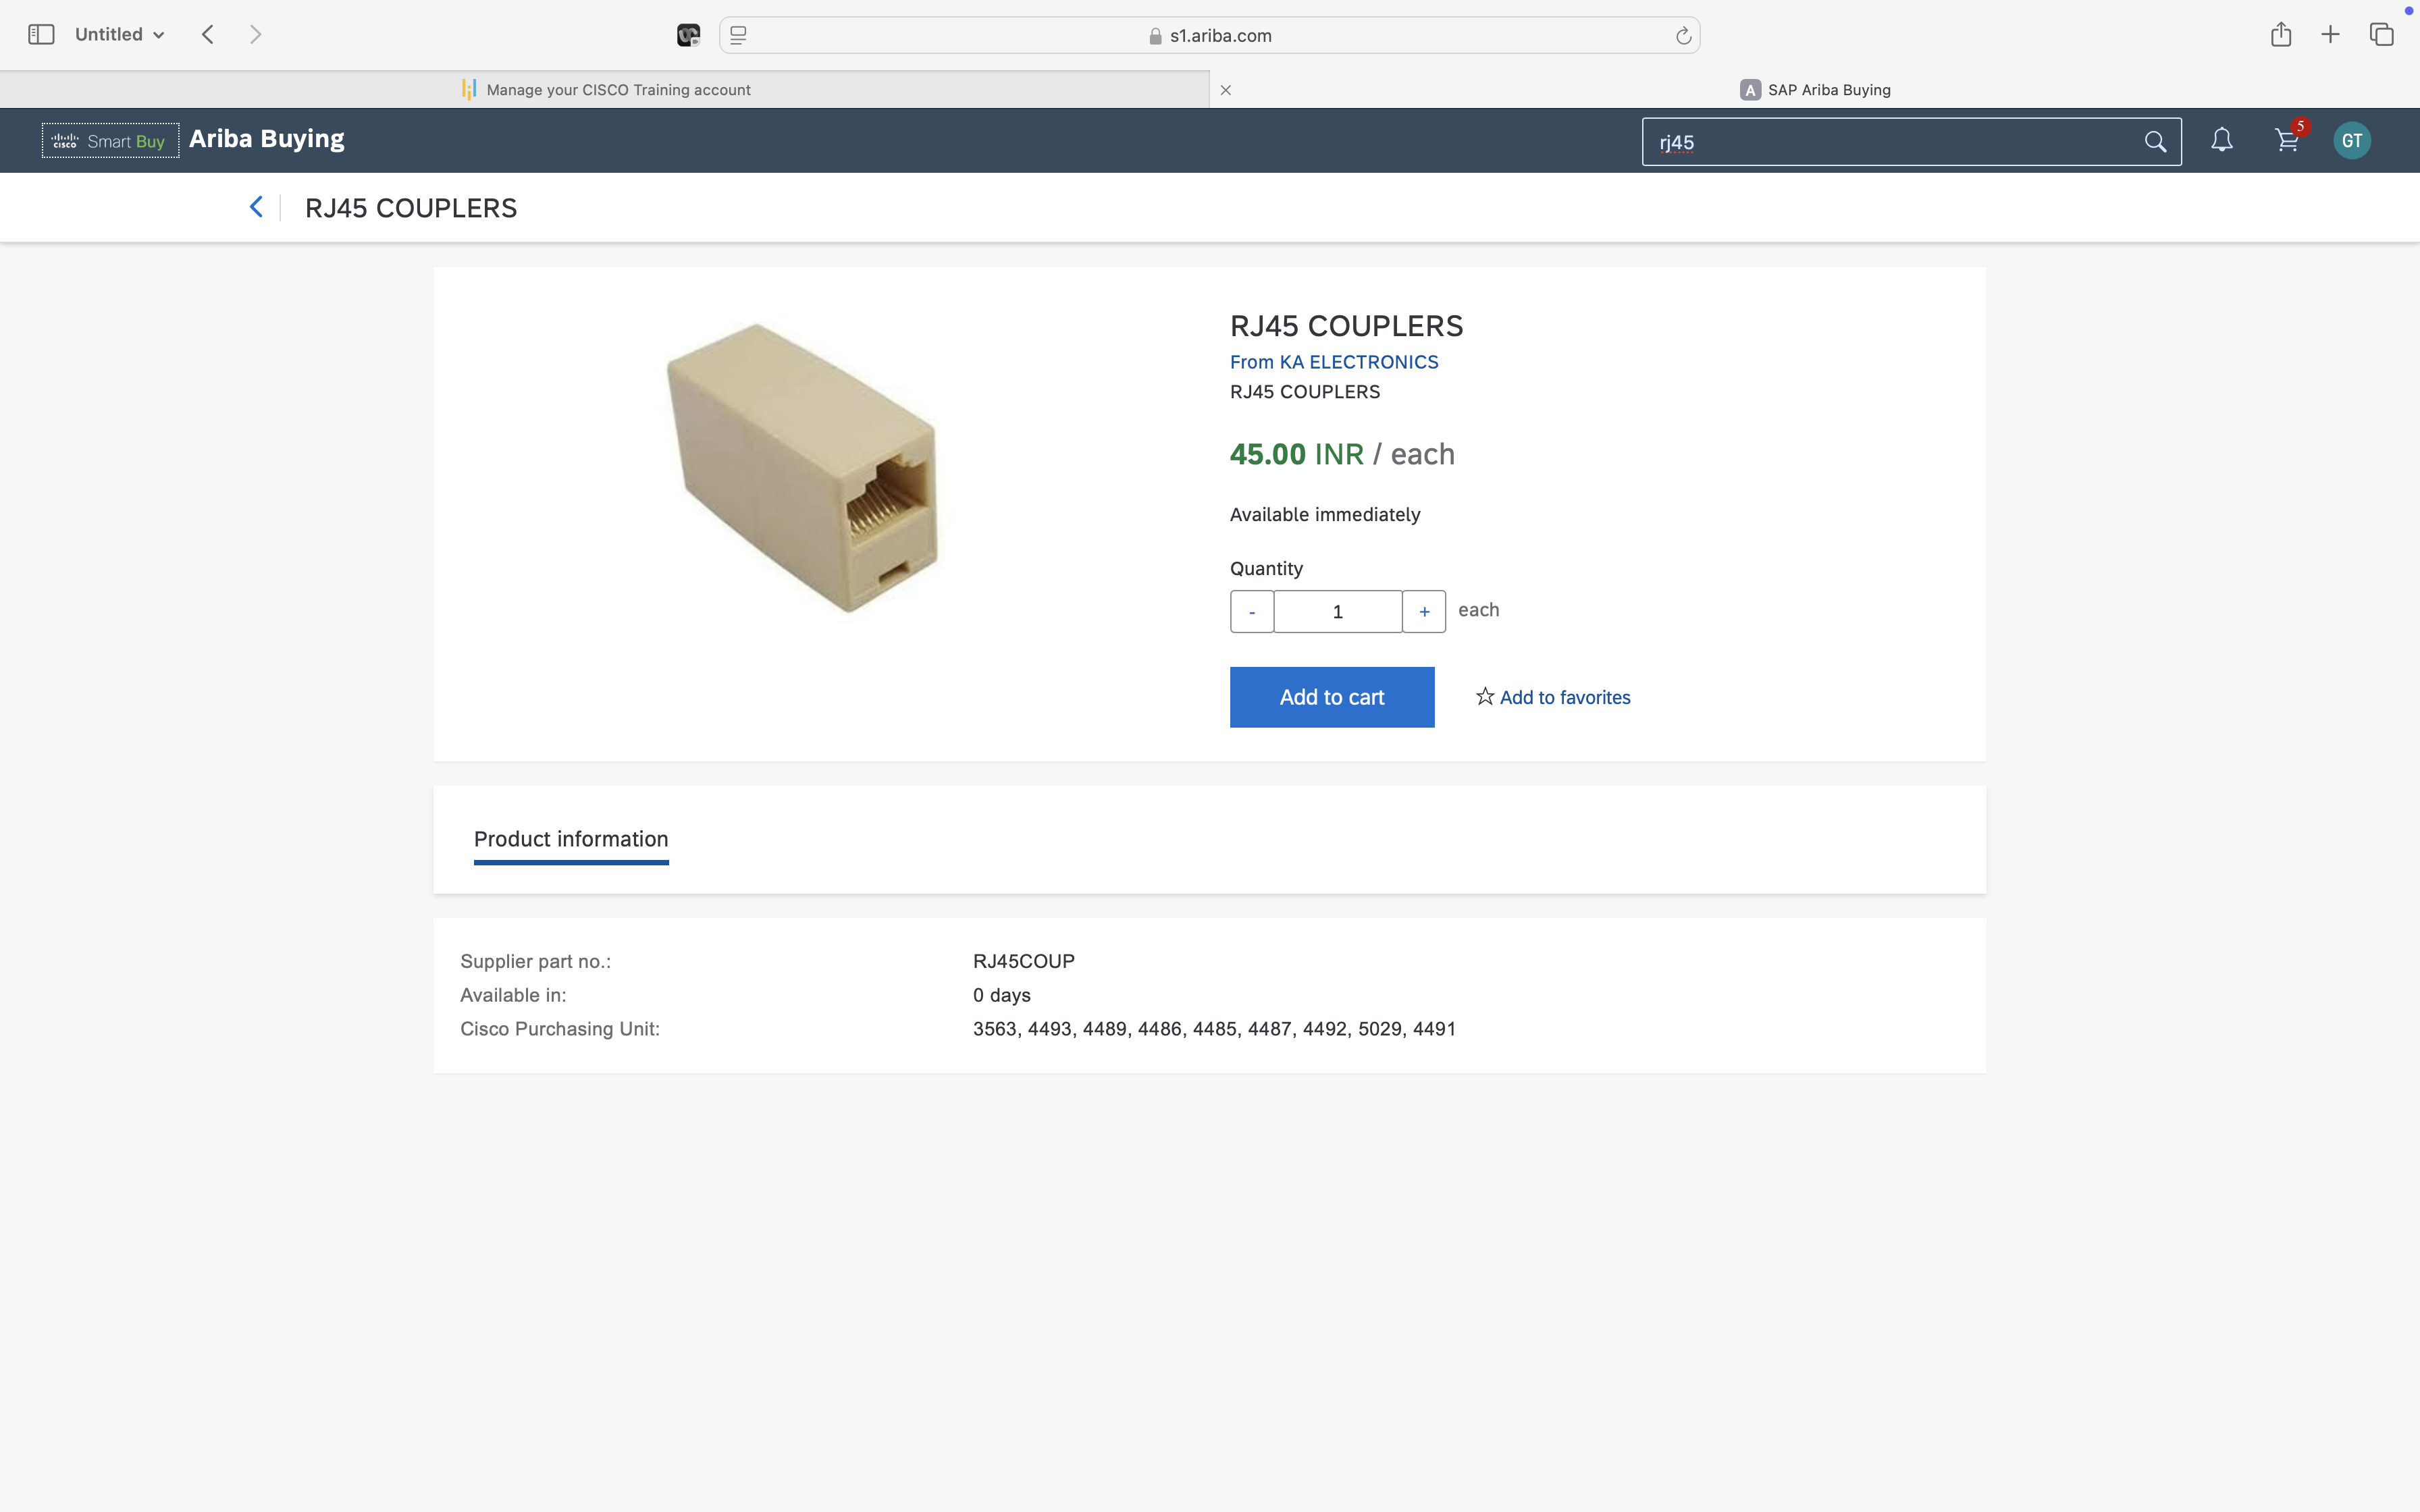 Untitled
s1.ariba.com
Manage your CISCO Training account
A SAP Ariba Buying
cisco Smart Buy Ariba Buying
rj45
5
GT
RJ45 COUPLERS
RJ45 COUPLERS
From KA ELECTRONICS
RJ45 COUPLERS
45.00 INR / each
Available immediately
Quantity
- 1 + each
Add to cart
Add to favorites
Product information
Supplier part no.: RJ45COUP
Available in: 0 days
Cisco Purchasing Unit: 3563, 4493, 4489, 4486, 4485, 4487, 4492, 5029, 4491